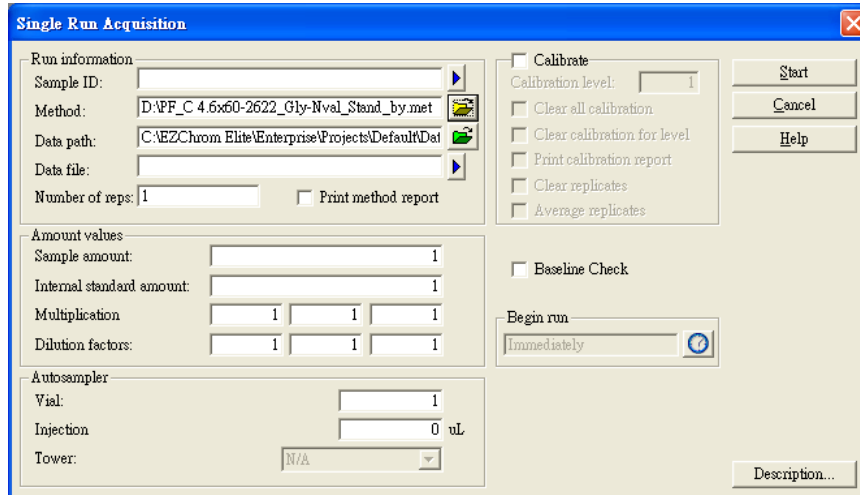 Single Run Acquisition
Run information
Sample ID:
Method: D:\PF_C 4.6x60-2622_Gly-Nval_Stand_by.met
Data path: C:\EZChrom Elite\Enterprise\Projects\Default\Dat
Data file:
Number of reps: 1 Print method report
Amount values
Sample amount: 1
Internal standard amount: 1
Multiplication 1 1 1
Dilution factors: 1 1 1
Autosampler
Vial: 1
Injection 0 uL
Tower: N/A
Calibrate
Calibration level: 1
Clear all calibration
Clear calibration for level
Print calibration report
Clear replicates
Average replicates
Baseline Check
Begin run
Immediately
Start
Cancel
Help
Description...